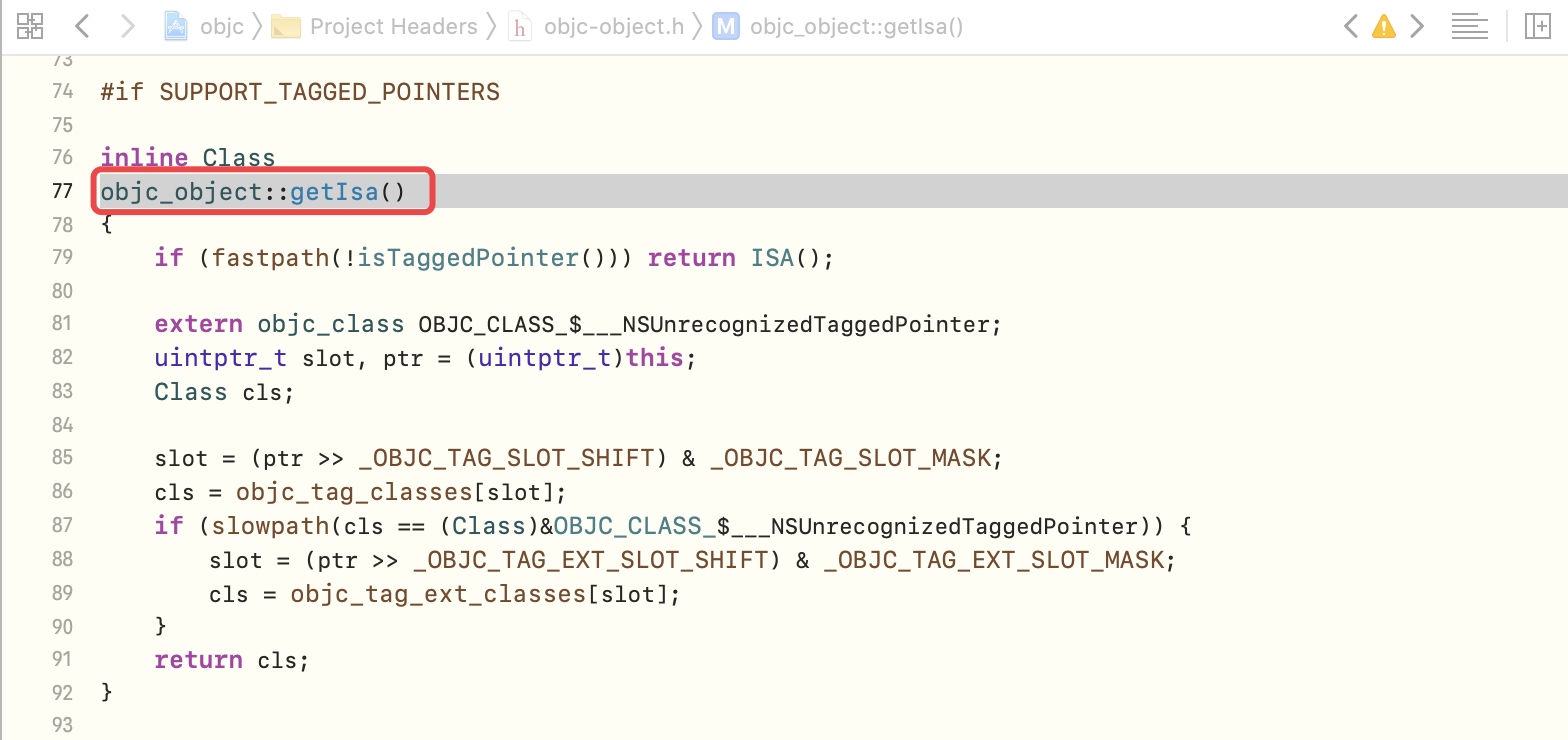 objc Project Headers h objc-object.h M objc_object::getIsa()
73
74 #if SUPPORT_TAGGED_POINTERS
75
76 inline Class
77 objc_object::getIsa()
78 {
79     if (fastpath(!isTaggedPointer())) return ISA();
80
81     extern objc_class OBJC_CLASS_$___NSUnrecognizedTaggedPointer;
82     uintptr_t slot, ptr = (uintptr_t)this;
83     Class cls;
84
85     slot = (ptr >> _OBJC_TAG_SLOT_SHIFT) & _OBJC_TAG_SLOT_MASK;
86     cls = objc_tag_classes[slot];
87     if (slowpath(cls == (Class)&OBJC_CLASS_$___NSUnrecognizedTaggedPointer)) {
88         slot = (ptr >> _OBJC_TAG_EXT_SLOT_SHIFT) & _OBJC_TAG_EXT_SLOT_MASK;
89         cls = objc_tag_ext_classes[slot];
90     }
91     return cls;
92 }
93